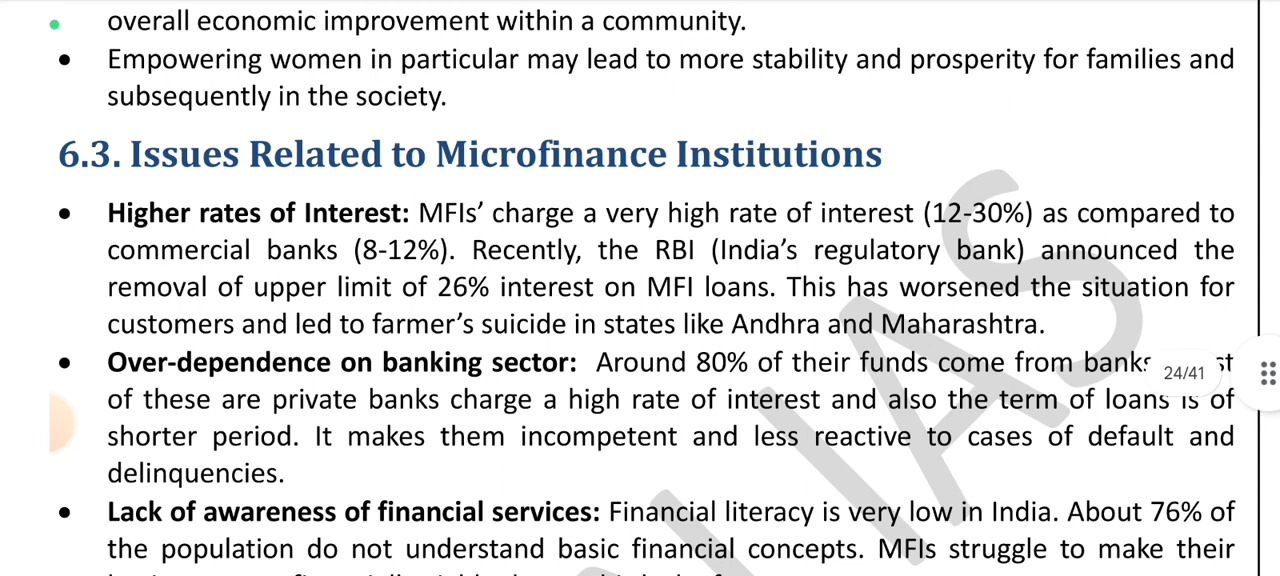 overall economic improvement within a community.
• Empowering women in particular may lead to more stability and prosperity for families and
subsequently in the society.
6.3. Issues Related to Microfinance Institutions
• Higher rates of Interest: MFIs’ charge a very high rate of interest (12-30%) as compared to
commercial banks (8-12%). Recently, the RBI (India’s regulatory bank) announced the
removal of upper limit of 26% interest on MFI loans. This has worsened the situation for
customers and led to farmer’s suicide in states like Andhra and Maharashtra.
• Over-dependence on banking sector: Around 80% of their funds come from banks
24/41
of these are private banks charge a high rate of interest and also the term of loans is of
shorter period. It makes them incompetent and less reactive to cases of default and
delinquencies.
• Lack of awareness of financial services: Financial literacy is very low in India. About 76% of
the population do not understand basic financial concepts. MFIs struggle to make their
IAS